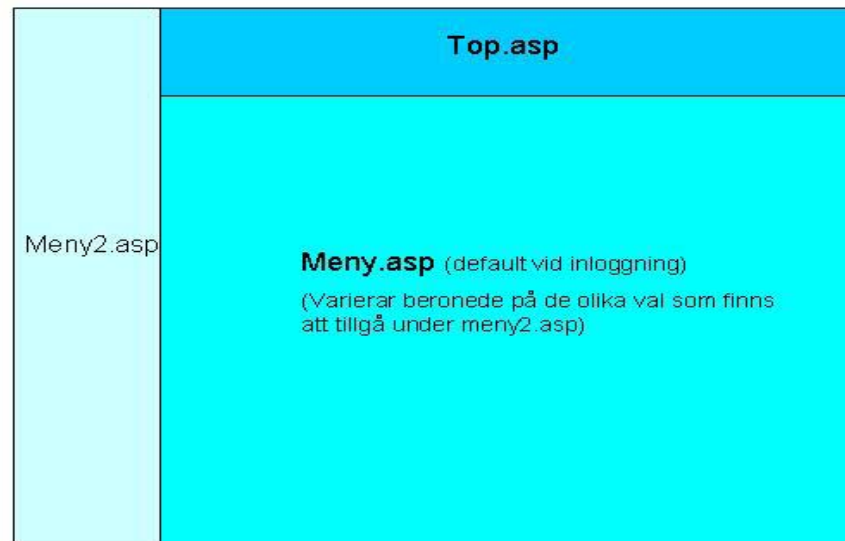 Top.asp
Meny2.asp
Meny.asp (default vid inloggning)
(Varierar beronede på de olika val som finns
att tillgå under meny2.asp)